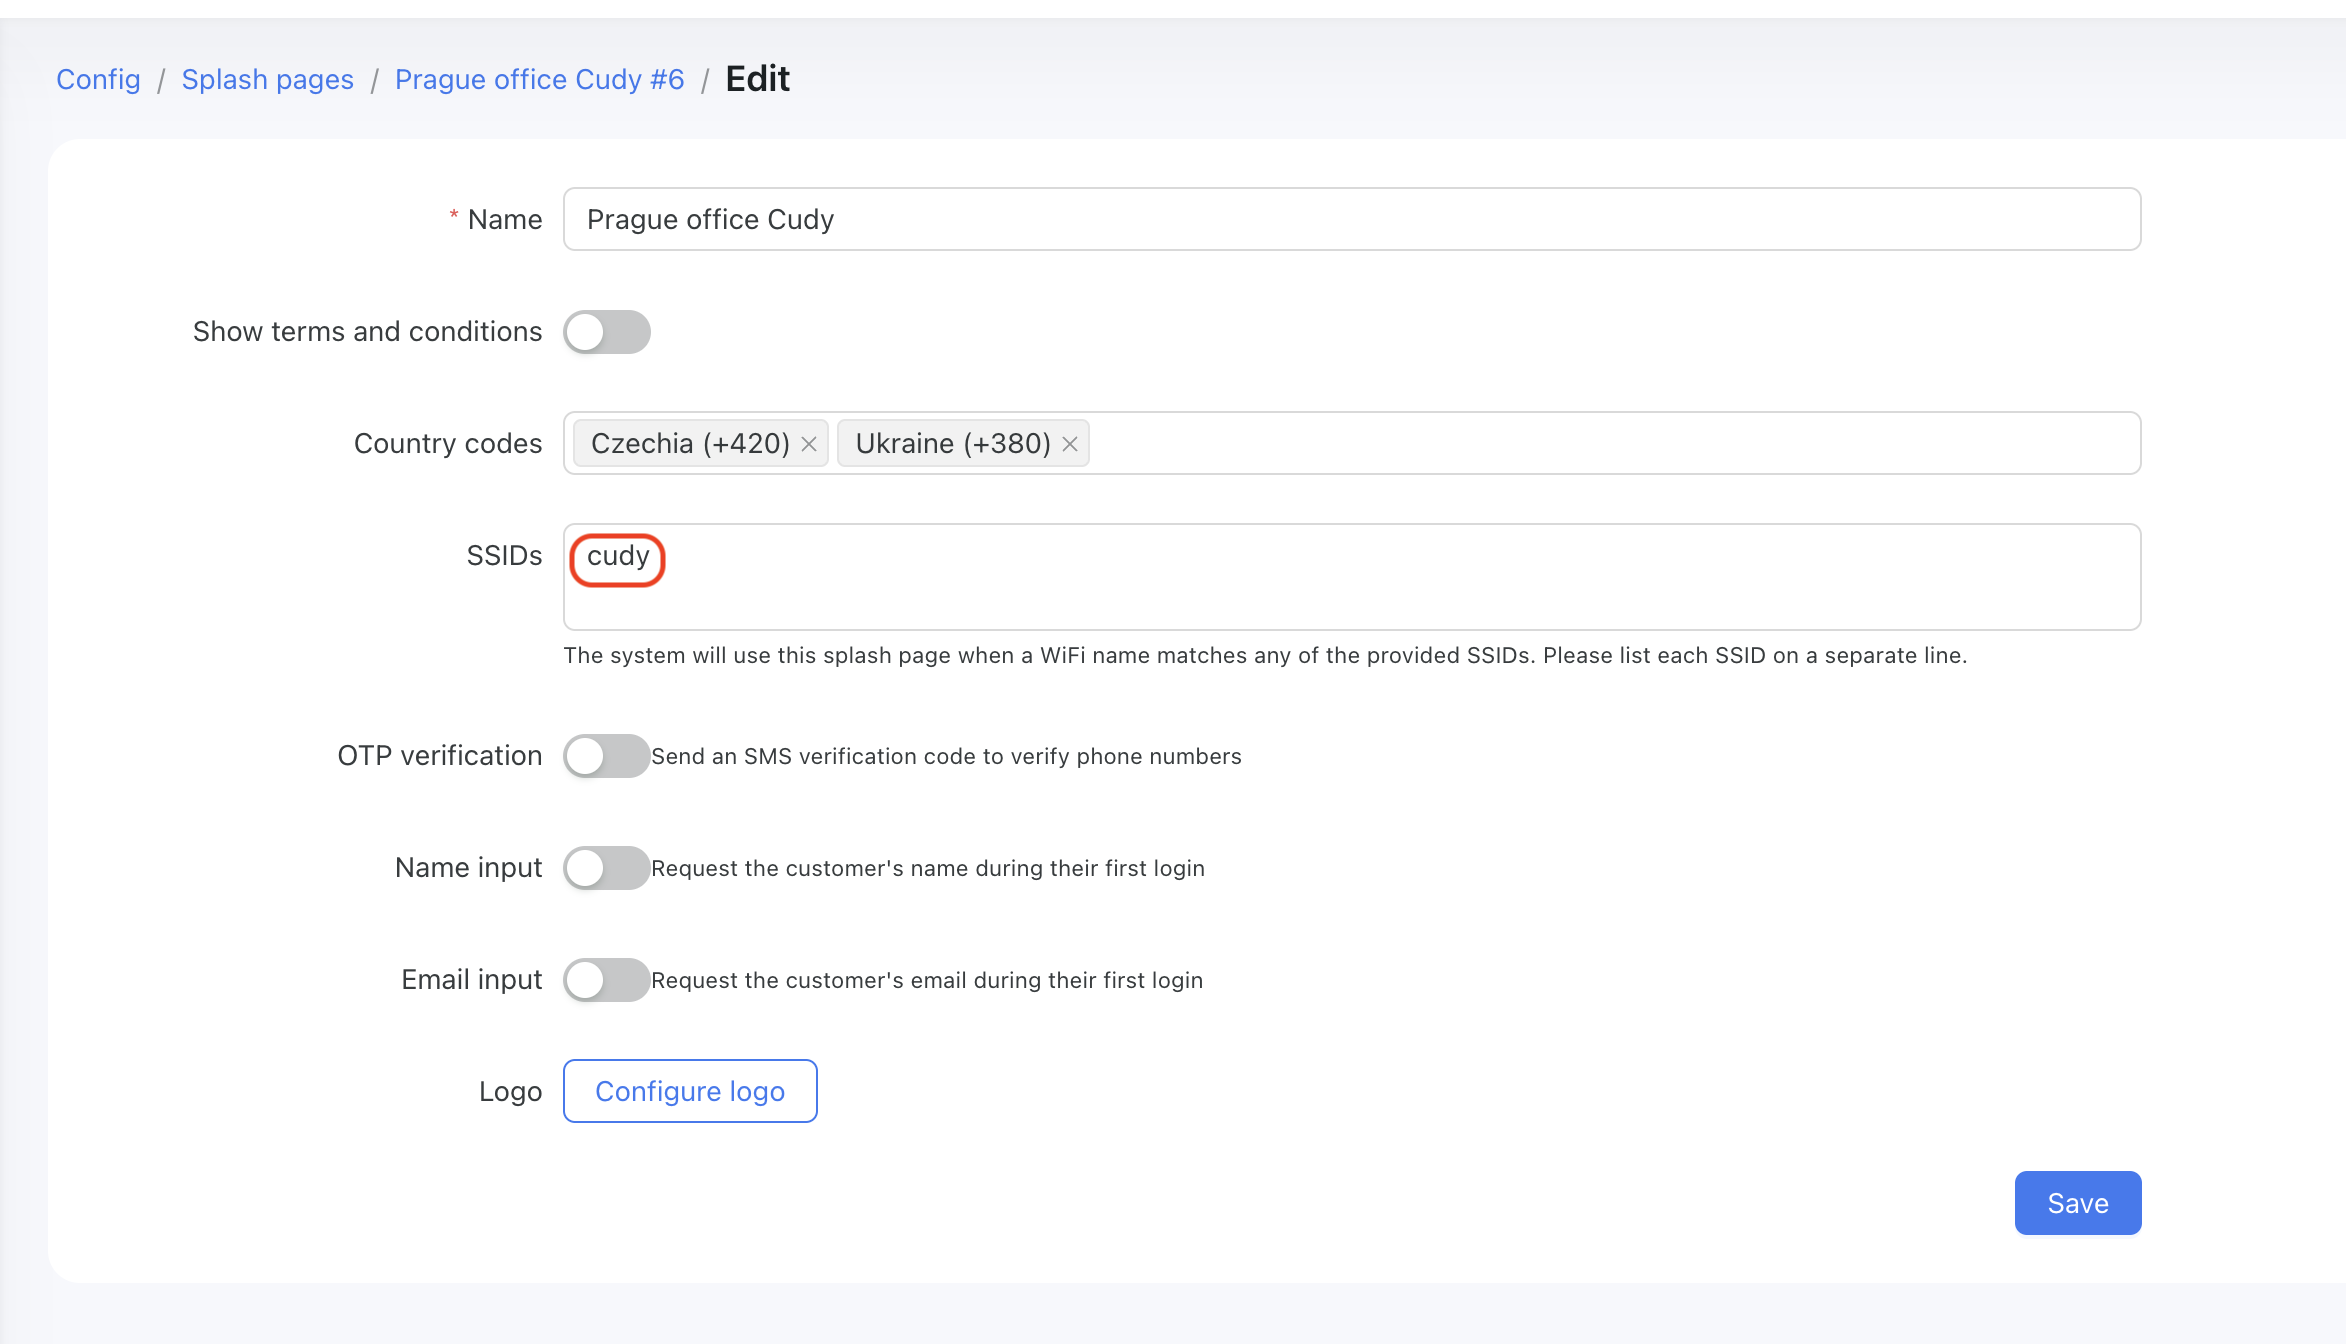 Config / Splash pages / Prague office Cudy #6 / Edit
* Name Prague office Cudy
Show terms and conditions
Country codes Czechia (+420) × Ukraine (+380) ×
SSIDs cudy
The system will use this splash page when a WiFi name matches any of the provided SSIDs. Please list each SSID on a separate line.
OTP verification Send an SMS verification code to verify phone numbers
Name input Request the customer's name during their first login
Email input Request the customer's email during their first login
Logo Configure logo
Save